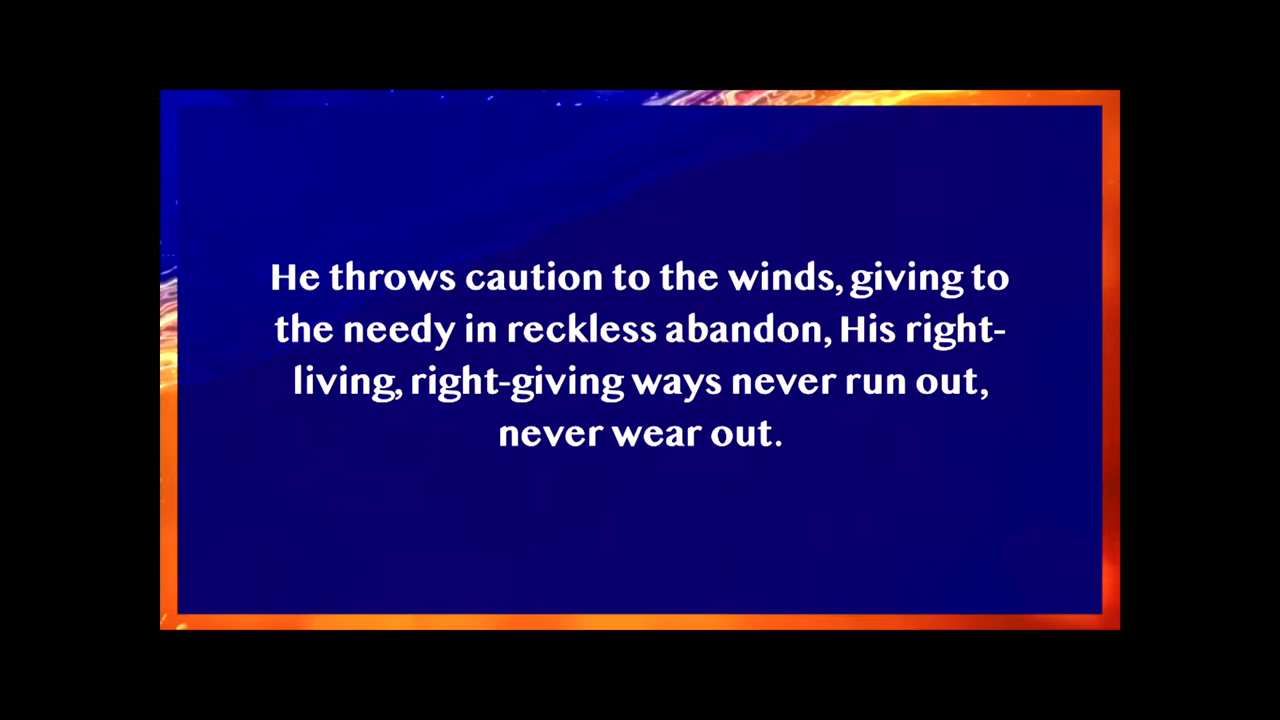 He throws caution to the winds, giving to
the needy in reckless abandon, His right-
living, right-giving ways never run out,
never wear out.